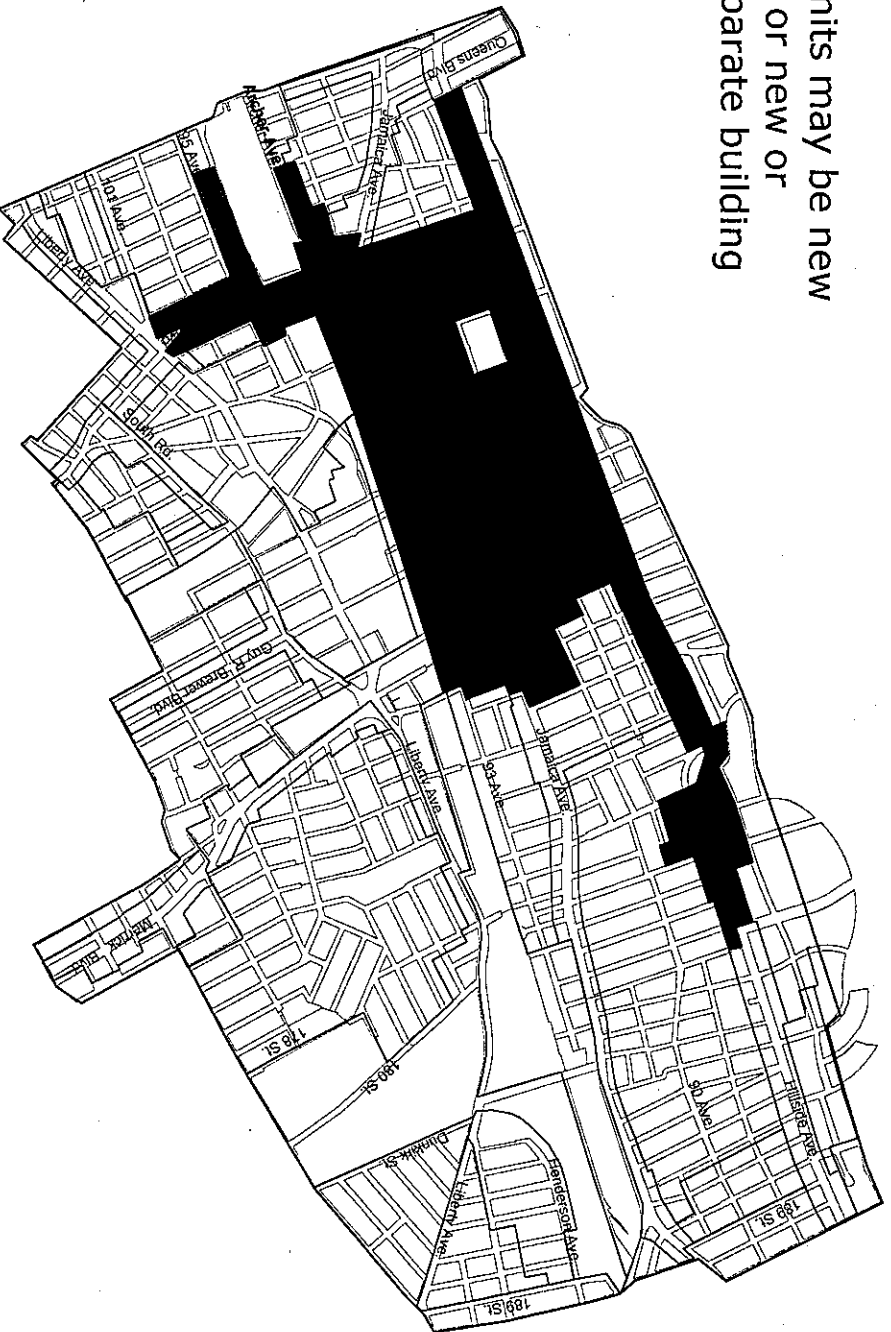 nits may be new
or new or
parate building
Queens Blvd.
Jamaica Ave.
Archer Ave.
95 Ave.
101 Ave.
Liberty Ave.
South Rd.
Guy R. Brewer Blvd.
Liberty Ave.
93 Ave.
Jamaica Ave.
Merrick
Blvd.
178 St.
180 St.
90 Ave.
Hillside Ave.
Dunkirk St.
Liberty Ave.
Henderson Ave.
189 St.
189 St.